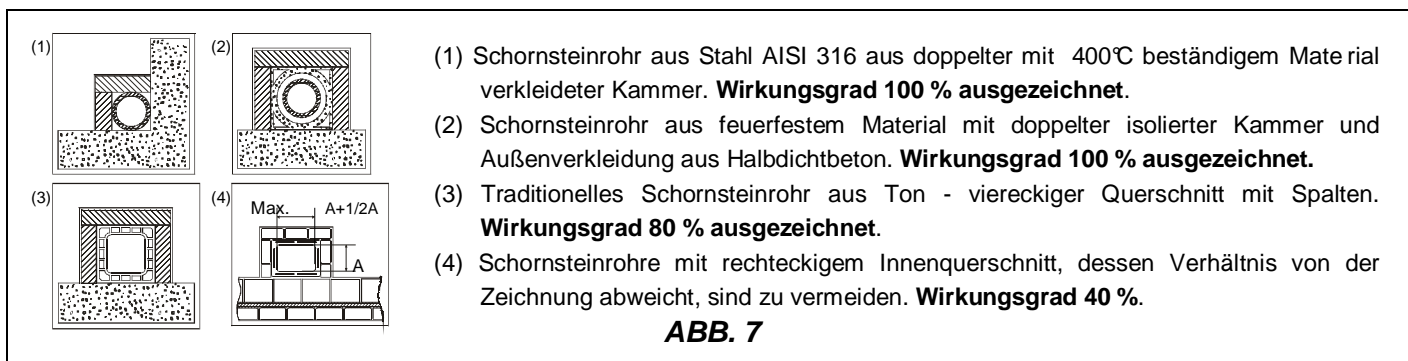 (1)
(2)
(3)
(4)
Max.
A+1/2A
A
(1) Schornsteinrohr aus Stahl AISI 316 aus doppelter mit 400°C beständigem Mate rial
verkleideter Kammer. Wirkungsgrad 100 % ausgezeichnet.
(2) Schornsteinrohr aus feuerfestem Material mit doppelter isolierter Kammer und
Außenverkleidung aus Halbdichtbeton. Wirkungsgrad 100 % ausgezeichnet.
(3) Traditionelles Schornsteinrohr aus Ton - viereckiger Querschnitt mit Spalten.
Wirkungsgrad 80 % ausgezeichnet.
(4) Schornsteinrohre mit rechteckigem Innenquerschnitt, dessen Verhältnis von der
Zeichnung abweicht, sind zu vermeiden. Wirkungsgrad 40 %.
ABB. 7